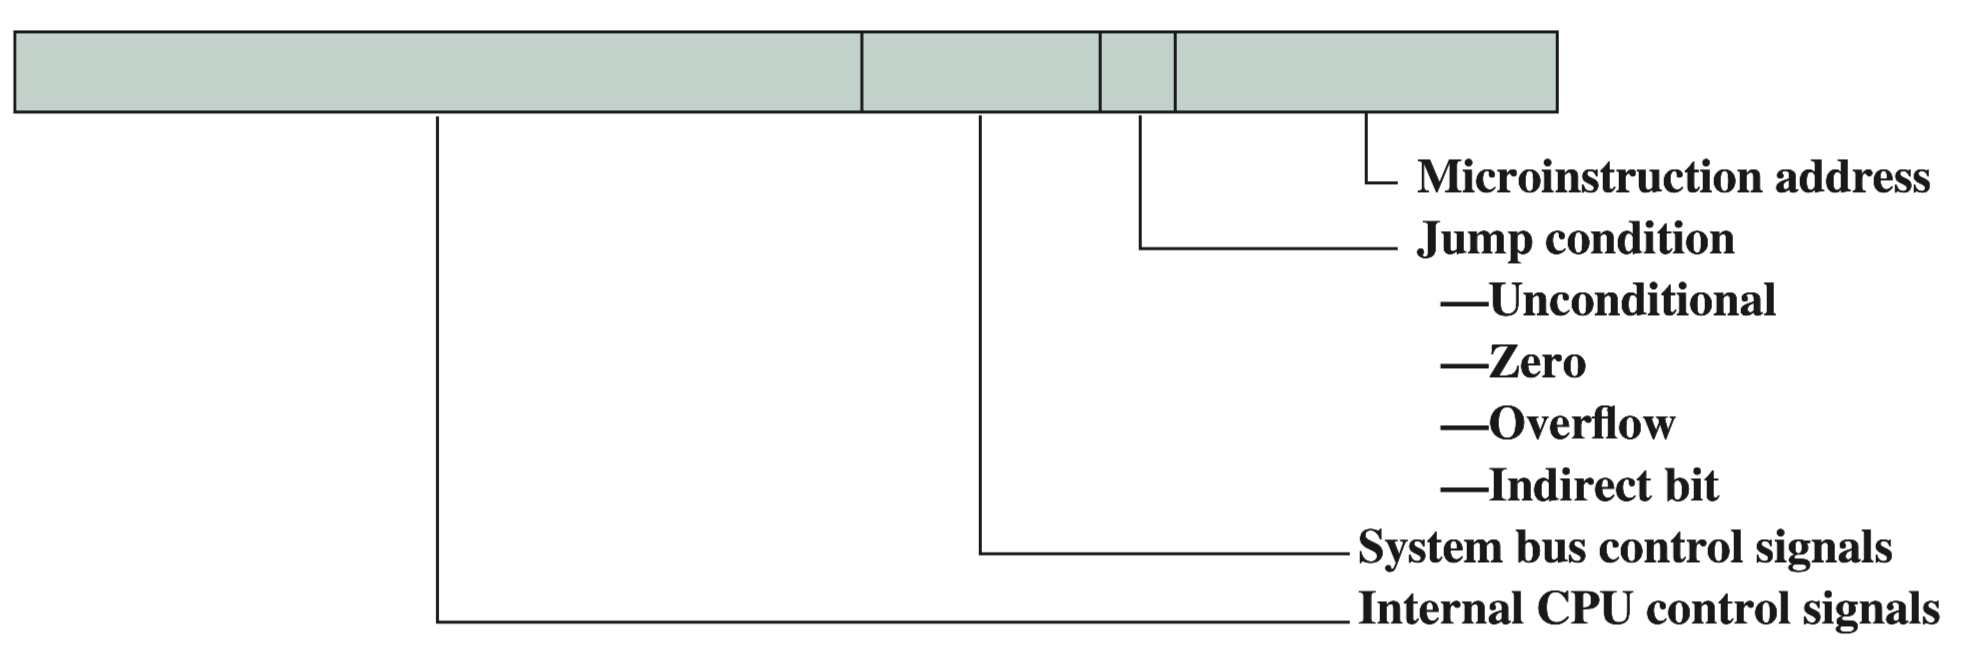 Microinstruction address
Jump condition
—Unconditional
—Zero
—Overflow
—Indirect bit
System bus control signals
Internal CPU control signals